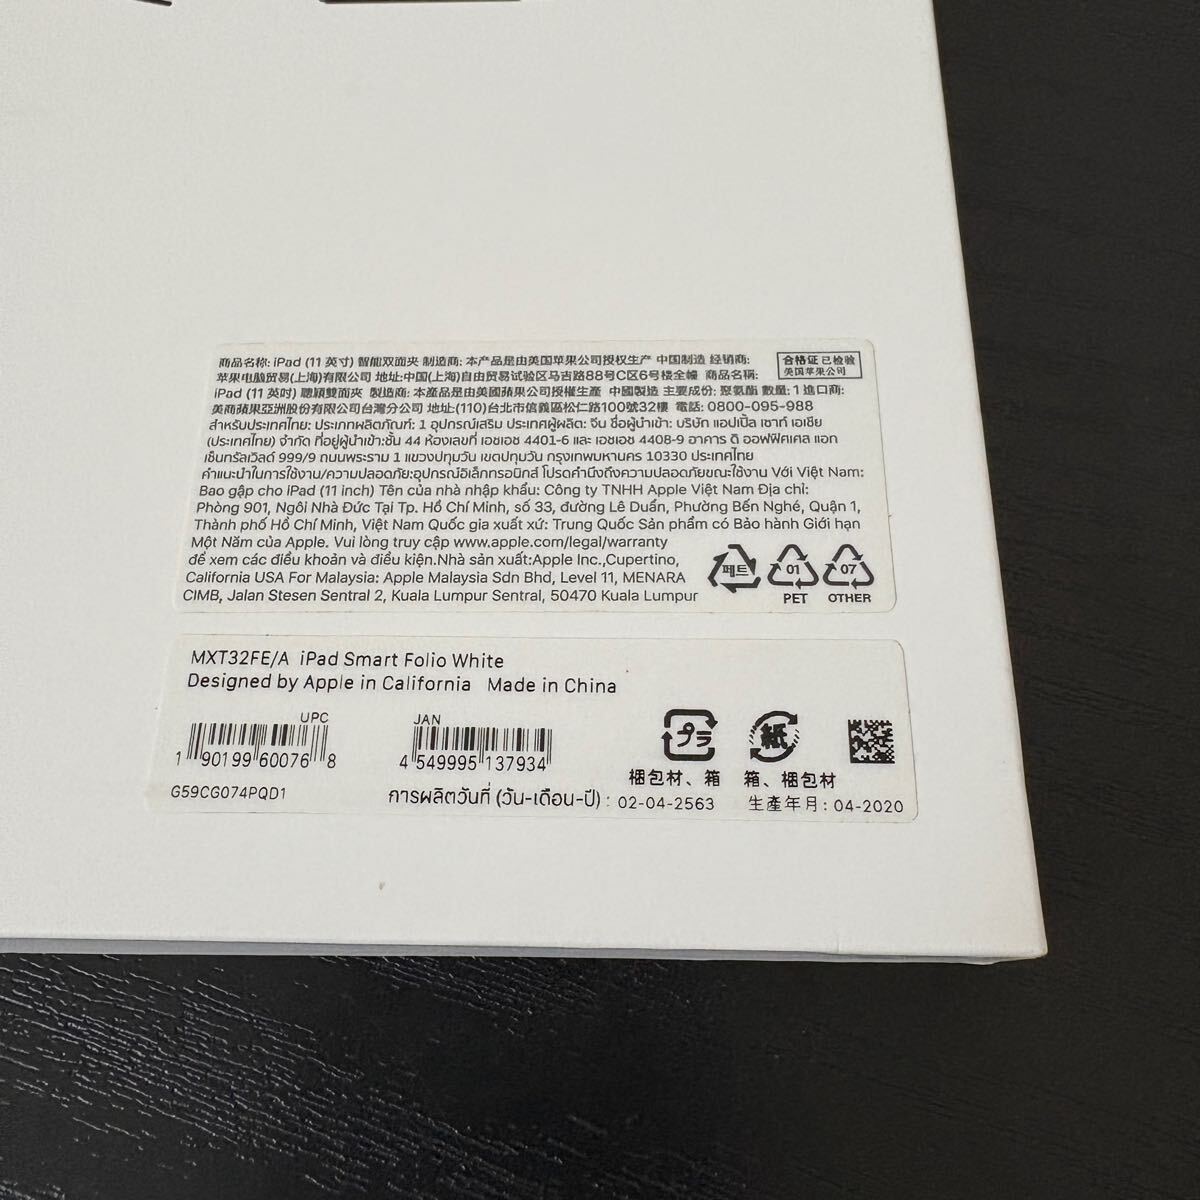 商品名称: iPad (11 英寸) 智能双面夹 制造商: 本产品是由美国苹果公司授权生产 中国制造 经销商:
合格证 已检验
美国苹果公司
苹果电脑贸易(上海)有限公司 地址:中国(上海)自由贸易试验区马吉路88号C区6号楼全幢 商品名稱:
iPad (11 英吋) 聰穎雙面夾 製造商: 本產品是由美國蘋果公司授權生產 中國製造 主要成份: 聚氨酯 數量: 1 進口商:
美商蘋果亞洲股份有限公司台灣分公司 地址:(110)台北市信義區松仁路100號32樓 電話: 0800-095-988
สำหรับประเทศไทย: ประเภทผลิตภัณฑ์: 1 อุปกรณ์เสริม ประเทศผู้ผลิต: จีน ชื่อผู้นำเข้า: บริษัท แอปเปิ้ล เซาท์ เอเชีย
(ประเทศไทย) จำกัด ที่อยู่ผู้นำเข้า:ชั้น 44 ห้องเลขที่ เอชเอช 4401-6 และ เอชเอช 4408-9 อาคาร ดิ ออฟฟิศเศส แอท
เซ็นทรัลเวิลด์ 999/9 ถนนพระราม 1 แขวงปทุมวัน เขตปทุมวัน กรุงเทพมหานคร 10330 ประเทศไทย
คำแนะนำในการใช้งาน/ความปลอดภัย:อุปกรณ์อิเล็กทรอนิกส์ โปรดคำนึงถึงความปลอดภัยขณะใช้งาน Với Việt Nam:
Bao gập cho iPad (11 inch) Tên của nhà nhập khẩu: Công ty TNHH Apple Việt Nam Địa chỉ:
Phòng 901, Ngôi Nhà Đức Tại Tp. Hồ Chí Minh, số 33, đường Lê Duẩn, Phường Bến Nghé, Quận 1,
Thành phố Hồ Chí Minh, Việt Nam Quốc gia xuất xứ: Trung Quốc Sản phẩm có Bảo hành Giới hạn
Một Năm của Apple. Vui lòng truy cập www.apple.com/legal/warranty
để xem các điều khoản và điều kiện.Nhà sản xuất:Apple Inc.,Cupertino,
California USA For Malaysia: Apple Malaysia Sdn Bhd, Level 11, MENARA
CIMB, Jalan Stesen Sentral 2, Kuala Lumpur Sentral, 50470 Kuala Lumpur
페트
01
PET
07
OTHER
MXT32FE/A iPad Smart Folio White
Designed by Apple in California Made in China
UPC
1 90199 60076 8
JAN
4 549995 137934
プラ
梱包材、箱
紙
箱、梱包材
G59CG074PQD1
การผลิตวันที่ (วัน-เดือน-ปี) : 02-04-2563
生產年月: 04-2020